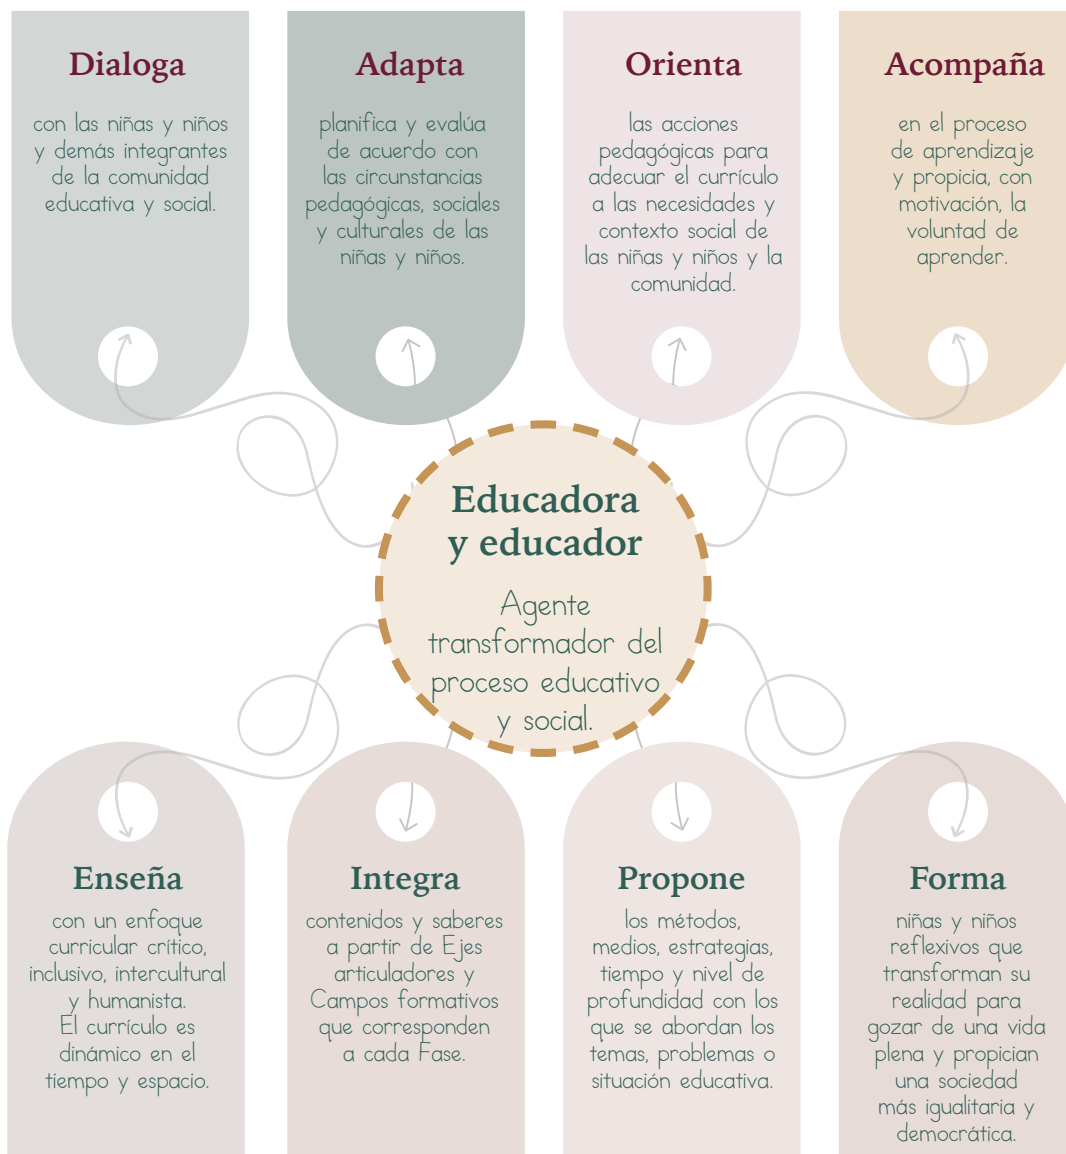 Dialoga
con las niñas y niños
y demás integrantes
de la comunidad
educativa y social.
Adapta
planifica y evalúa
de acuerdo con
las circunstancias
pedagógicas, sociales
y culturales de las
niñas y niños.
Orienta
las acciones
pedagógicas para
adecuar el currículo
a las necesidades y
contexto social de
las niñas y niños y la
comunidad.
Acompaña
en el proceso
de aprendizaje
y propicia, con
motivación, la
voluntad de
aprender.
Educadora
y educador
Agente
transformador del
proceso educativo
y social.
Enseña
con un enfoque
curricular crítico,
inclusivo, intercultural
y humanista.
El currículo es
dinámico en el
tiempo y espacio.
Integra
contenidos y saberes
a partir de Ejes
articuladores y
Campos formativos
que corresponden
a cada Fase.
Propone
los métodos,
medios, estrategias,
tiempo y nivel de
profundidad con los
que se abordan los
temas, problemas o
situación educativa.
Forma
niñas y niños
reflexivos que
transforman su
realidad para
gozar de una vida
plena y propician
una sociedad
más igualitaria y
democrática.